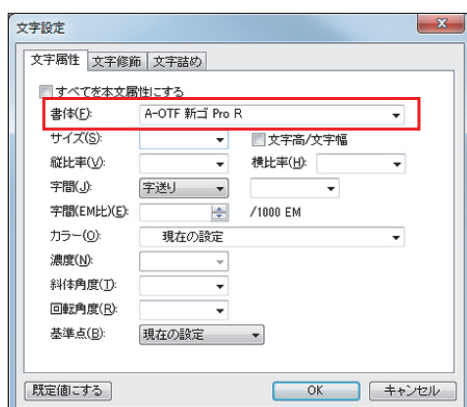 文字設定
文字属性 文字修飾 文字詰め
すべてを本文属性にする
書体(F): A-OTF 新ゴ Pro R
サイズ(S): 文字高/文字幅
縦比率(V): 横比率(H):
字間(J): 字送り
字間(EM比)(E): /1000 EM
カラー(O): 現在の設定
濃度(N):
斜体角度(T):
回転角度(R):
基準点(B): 現在の設定
既定値にする OK キャンセル